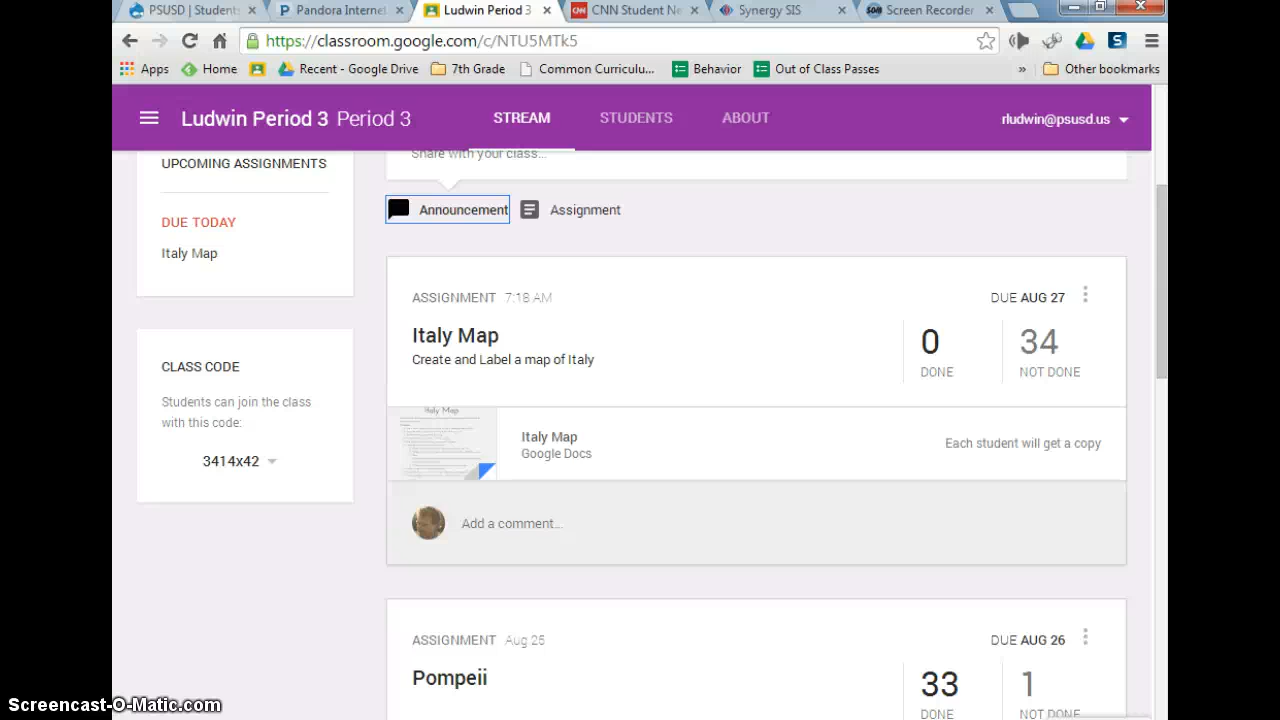 PSUSD | Student
Pandora Internet
Ludwin Period 3
CNN Student Ne
Synergy SIS
Screen Recorder
https://classroom.google.com/c/NTU5MTk5
Apps Home Recent - Google Drive 7th Grade Common Curriculu... Behavior Out of Class Passes » Other bookmarks
Ludwin Period 3 Period 3 STREAM STUDENTS ABOUT rludwin@psusd.us
UPCOMING ASSIGNMENTS
DUE TODAY
Italy Map
CLASS CODE
Students can join the class
with this code:
3414x42
Share with your class...
Announcement Assignment
ASSIGNMENT 7:18 AM DUE AUG 27
Italy Map
Create and Label a map of Italy
0 34
DONE NOT DONE
Italy Map
Italy Map
Google Docs
Each student will get a copy
Add a comment...
ASSIGNMENT Aug 25 DUE AUG 26
Pompeii
33 1
DONE NOT DONE
Screencast-O-Matic.com